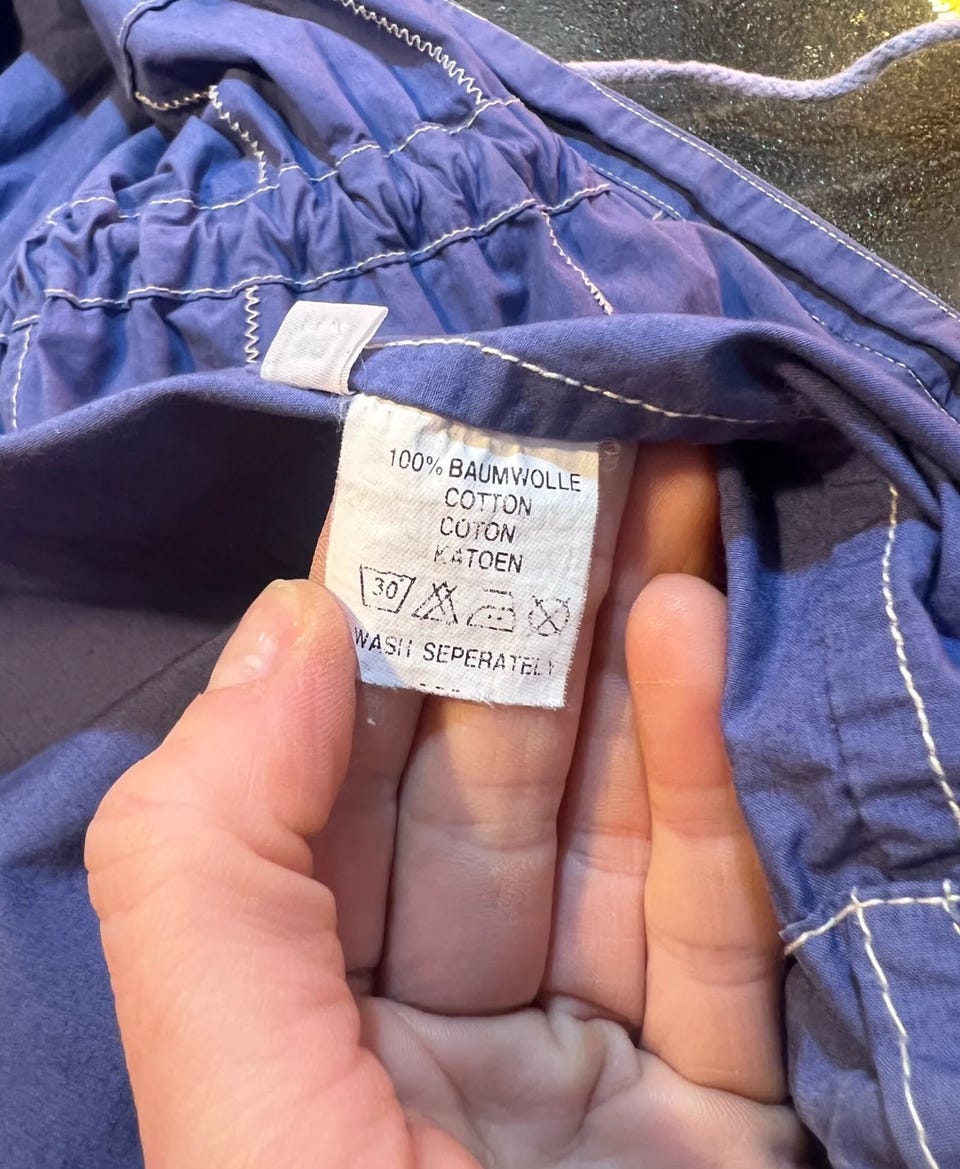 100% BAUMWOLLE
COTTON
COTON
KATOEN
30
WASH SEPERATELY